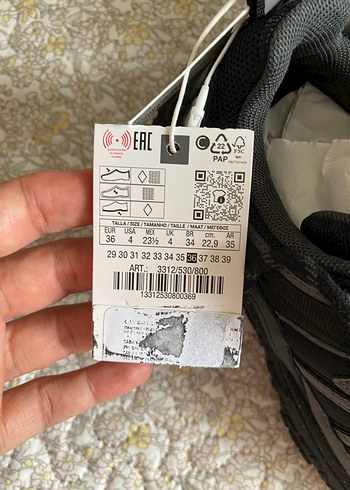 EAC
22
PAP
FSC
TALLA / SIZE / TAMANHO / TAILLE / MAAT / ΜΕΓΕΘΟΣ
EUR USA MEX UK BR cm. AR
36 4 23½ 4 34 22,9 35
29 30 31 32 33 34 35 36 37 38 39
ART.: 3312/530/800
13312530800369